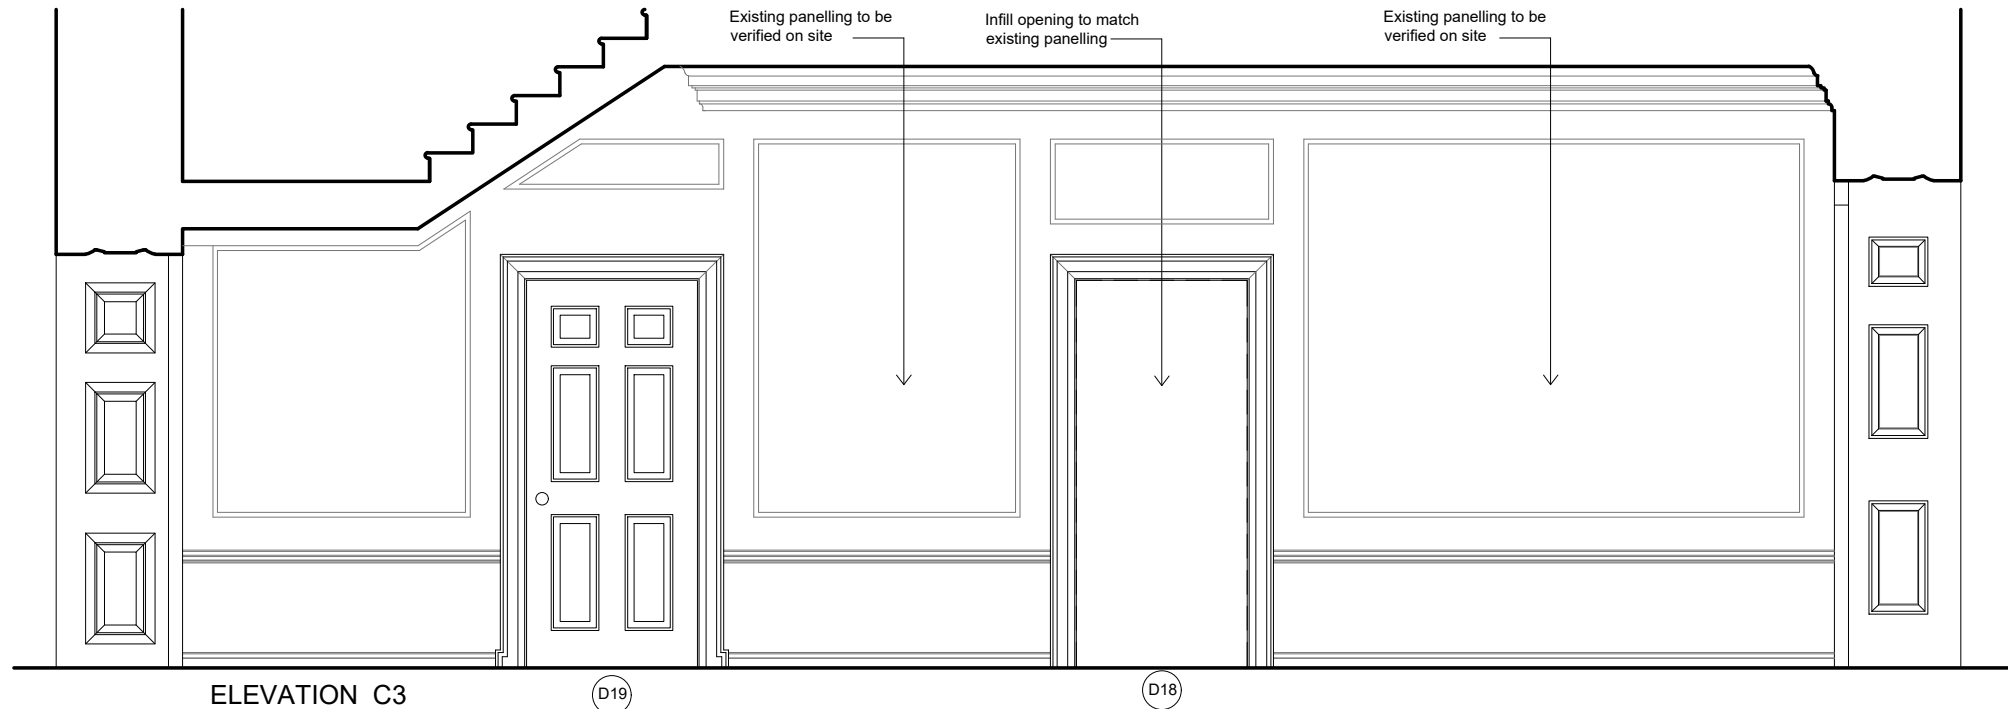 Existing panelling to be
verified on site
Infill opening to match
existing panelling
Existing panelling to be
verified on site
ELEVATION C3
D19
D18